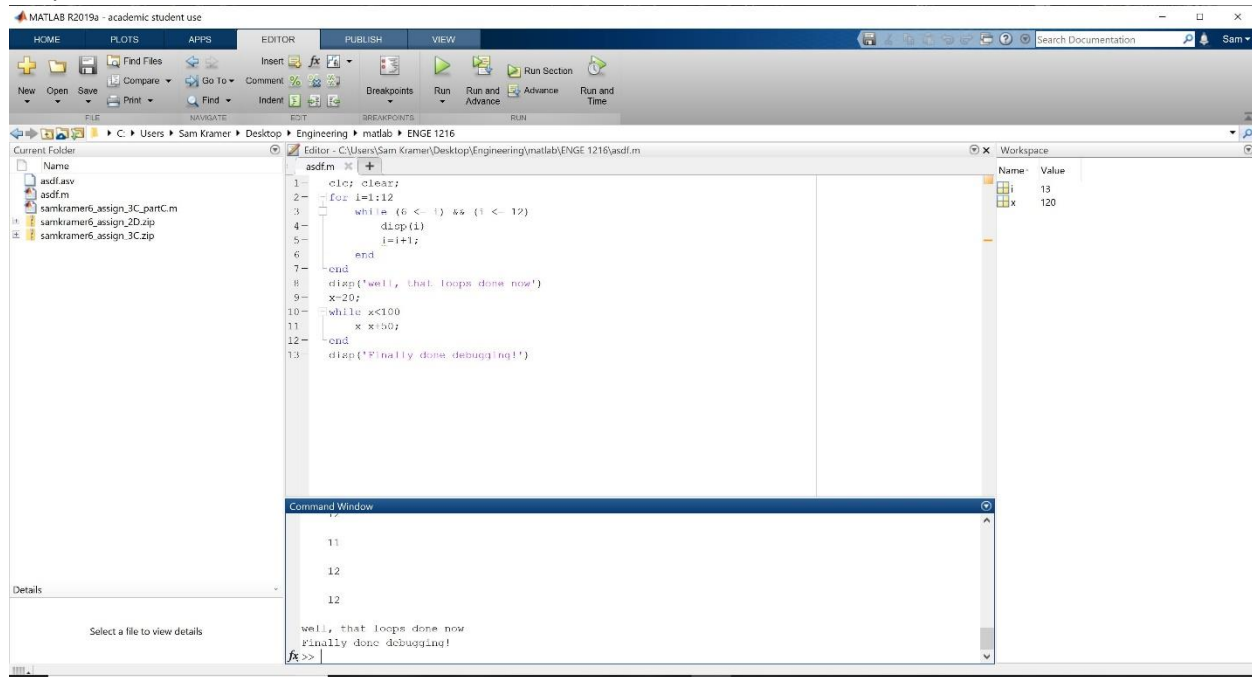 MATLAB R2019a - academic student use
HOME PLOTS APPS EDITOR PUBLISH VIEW Search Documentation Sam
New Open Save Find Files Compare Print Go To Find Insert fx Comment % Indent Breakpoints Run Run and Advance Run Section Advance Run and Time
FILE NAVIGATE EDIT BREAKPOINTS RUN
C: Users Sam Kramer Desktop Engineering matlab ENGE 1216
Current Folder
Name
asdf.asv
asdf.m
samkramer6_assign_3C_partC.m
samkramer6_assign_2D.zip
samkramer6_assign_3C.zip
Details
Select a file to view details
Editor - C:\Users\Sam Kramer\Desktop\Engineering\matlab\ENGE 1216\asdf.m
asdf.m
1 clc; clear;
2 for i=1:12
3 while (6 <= i) && (i <= 12)
4 disp(i)
5 i=i+1;
6 end
7 end
8 disp('well, that loops done now')
9 x=20;
10 while x<100
11 x=x+50;
12 end
13 disp('Finally done debugging!')
Command Window
11
12
12
well, that loops done now
Finally done debugging!
fx >>
Workspace
Name Value
i 13
x 120